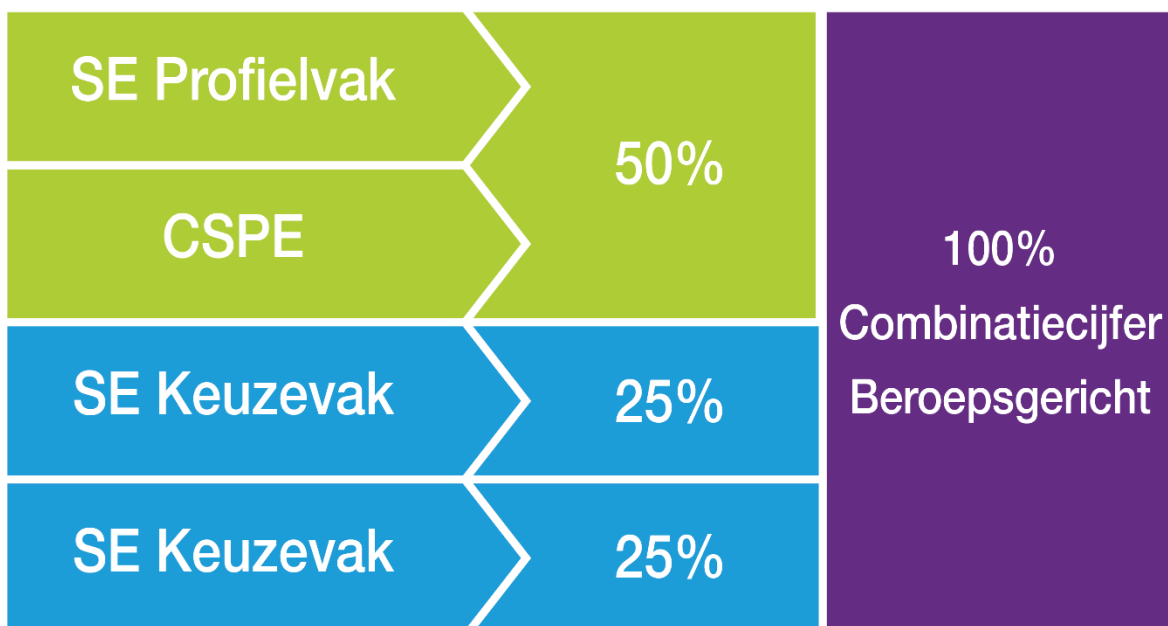 SE Profielvak
CSPE
50%
SE Keuzevak
25%
SE Keuzevak
25%
100%
Combinatiecijfer
Beroepsgericht